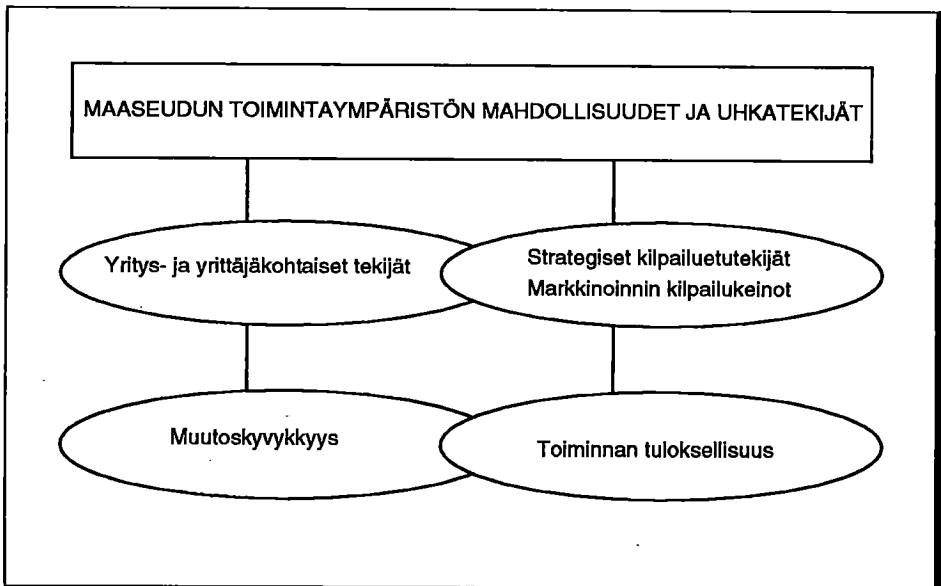 MAASEUDUN TOIMINTAYMPÄRISTÖN MAHDOLLISUUDET JA UHKATEKIJÄT
Yritys- ja yrittäjäkohtaiset tekijät
Strategiset kilpailuetutekijät
Markkinoinnin kilpailukeinot
Muutoskyvykkyys
Toiminnan tuloksellisuus